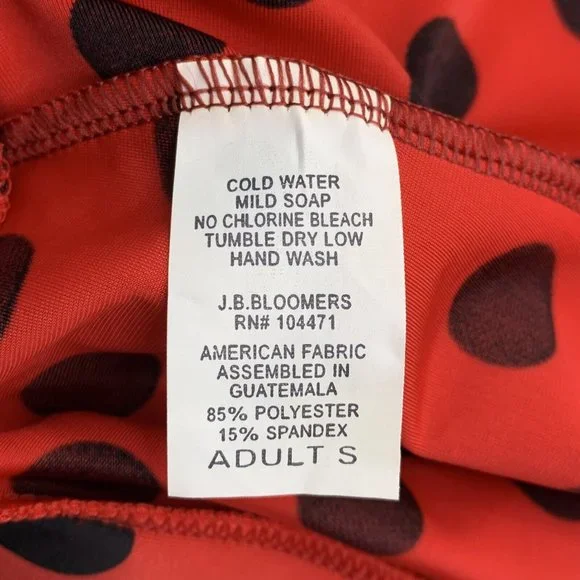 COLD WATER
MILD SOAP
NO CHLORINE BLEACH
TUMBLE DRY LOW
HAND WASH
J.B.BLOOMERS
RN# 104471
AMERICAN FABRIC
ASSEMBLED IN
GUATEMALA
85% POLYESTER
15% SPANDEX
ADULT S